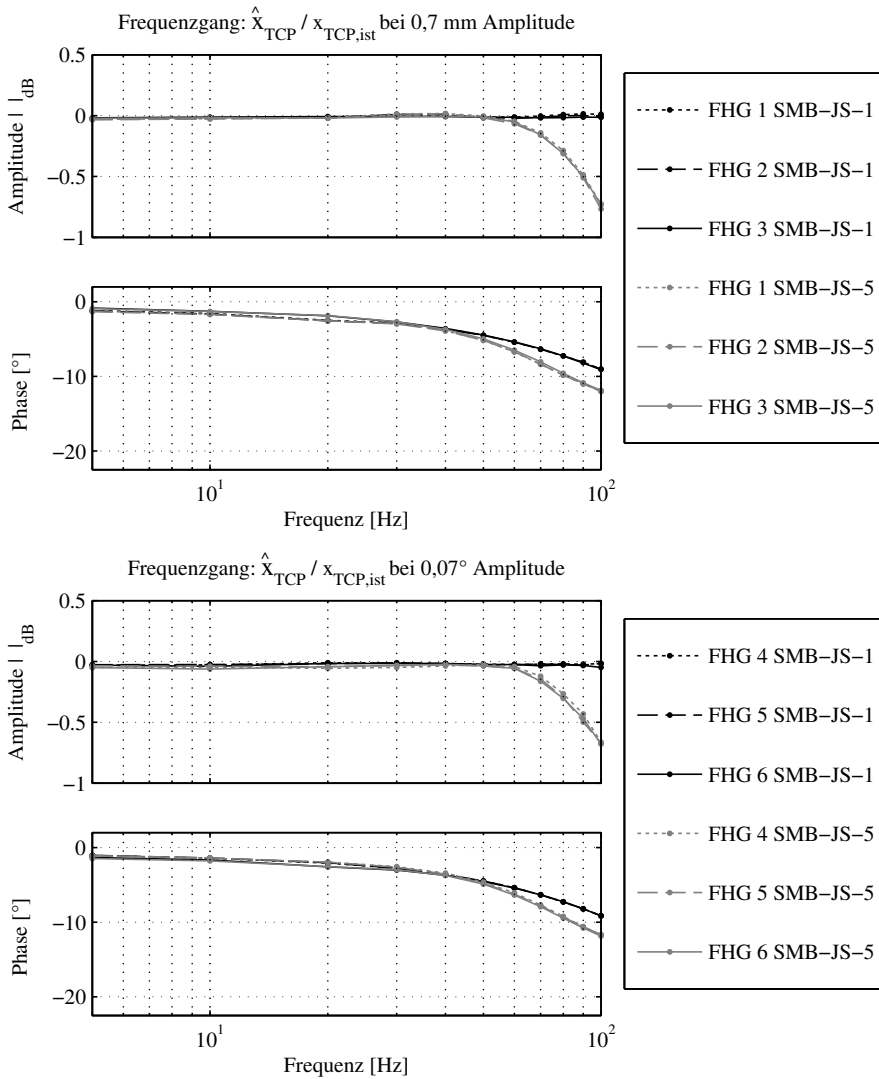 Frequenzgang: x̂_TCP / x_TCP,ist bei 0,7 mm Amplitude
0.5
0
−0.5
−1
Amplitude | |_dB
0
−10
−20
Phase [°]
10^1
10^2
Frequenz [Hz]
FHG 1 SMB−JS−1
FHG 2 SMB−JS−1
FHG 3 SMB−JS−1
FHG 1 SMB−JS−5
FHG 2 SMB−JS−5
FHG 3 SMB−JS−5
Frequenzgang: x̂_TCP / x_TCP,ist bei 0,07° Amplitude
0.5
0
−0.5
−1
Amplitude | |_dB
0
−10
−20
Phase [°]
10^1
10^2
Frequenz [Hz]
FHG 4 SMB−JS−1
FHG 5 SMB−JS−1
FHG 6 SMB−JS−1
FHG 4 SMB−JS−5
FHG 5 SMB−JS−5
FHG 6 SMB−JS−5